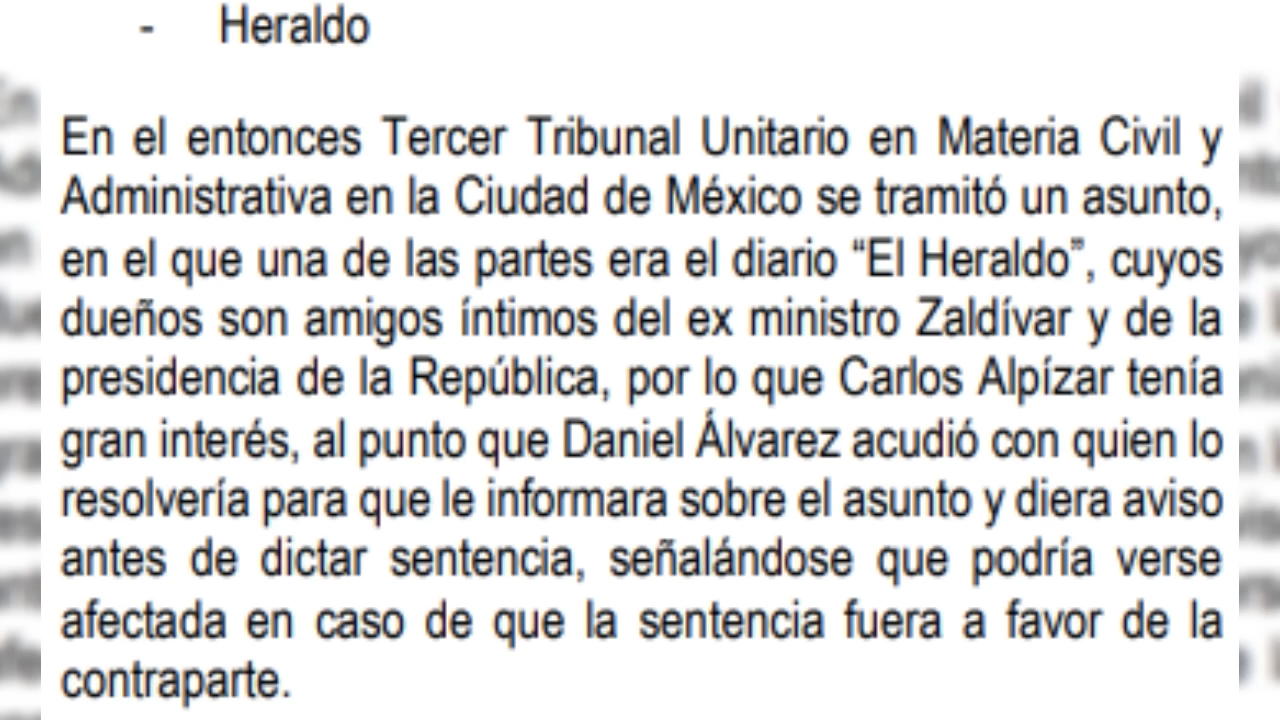 - Heraldo
En el entonces Tercer Tribunal Unitario en Materia Civil y
Administrativa en la Ciudad de México se tramitó un asunto,
en el que una de las partes era el diario “El Heraldo”, cuyos
dueños son amigos íntimos del ex ministro Zaldívar y de la
presidencia de la República, por lo que Carlos Alpízar tenía
gran interés, al punto que Daniel Álvarez acudió con quien lo
resolvería para que le informara sobre el asunto y diera aviso
antes de dictar sentencia, señalándose que podría verse
afectada en caso de que la sentencia fuera a favor de la
contraparte.